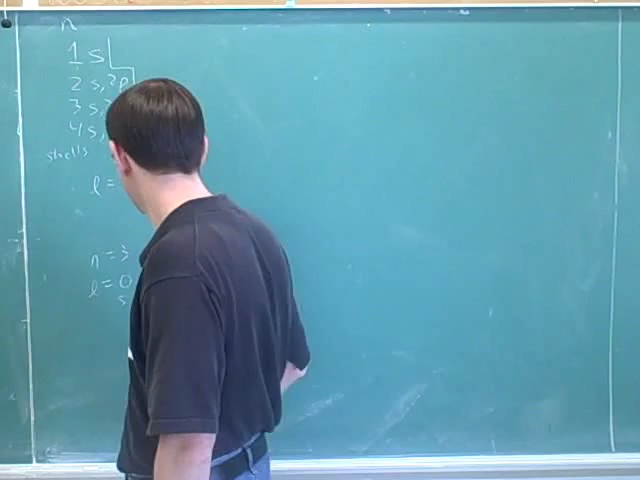 n
1 s
2 s, 2p
3 s,
4 s,
shells
l =
n = 3
l = 0
s